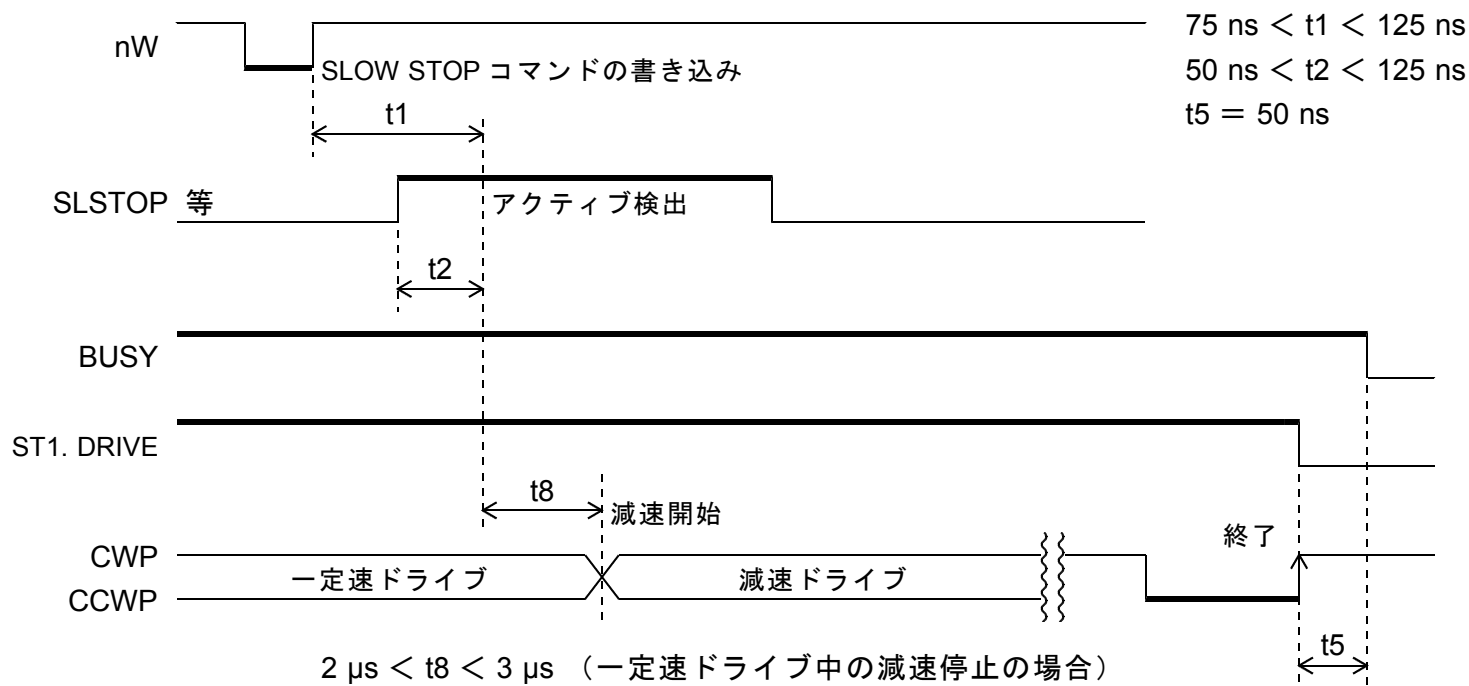 nW
SLOW STOP コマンドの書き込み
75 ns ＜ t1 ＜ 125 ns
50 ns ＜ t2 ＜ 125 ns
t5 ＝ 50 ns
t1
SLSTOP 等
アクティブ検出
t2
BUSY
ST1. DRIVE
t8
減速開始
CWP
CCWP
一定速ドライブ
減速ドライブ
終了
t5
2 μs ＜ t8 ＜ 3 μs （一定速ドライブ中の減速停止の場合）